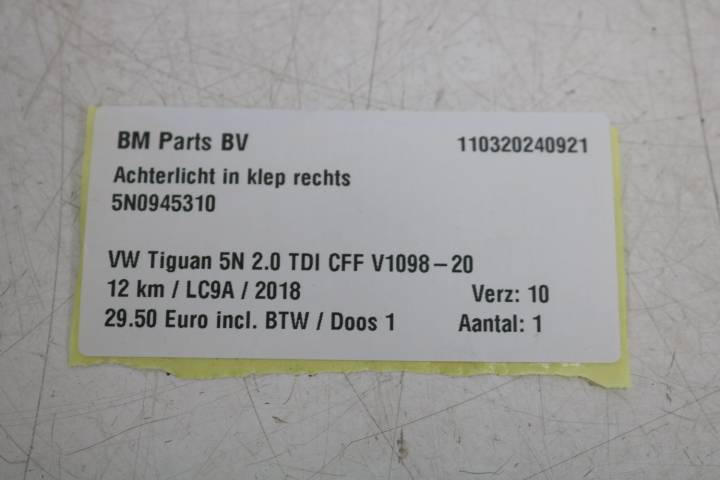 BM Parts BV 110320240921
Achterlicht in klep rechts
5N0945310
VW Tiguan 5N 2.0 TDI CFF V1098-20
12 km / LC9A / 2018 Verz: 10
29.50 Euro incl. BTW / Doos 1 Aantal: 1